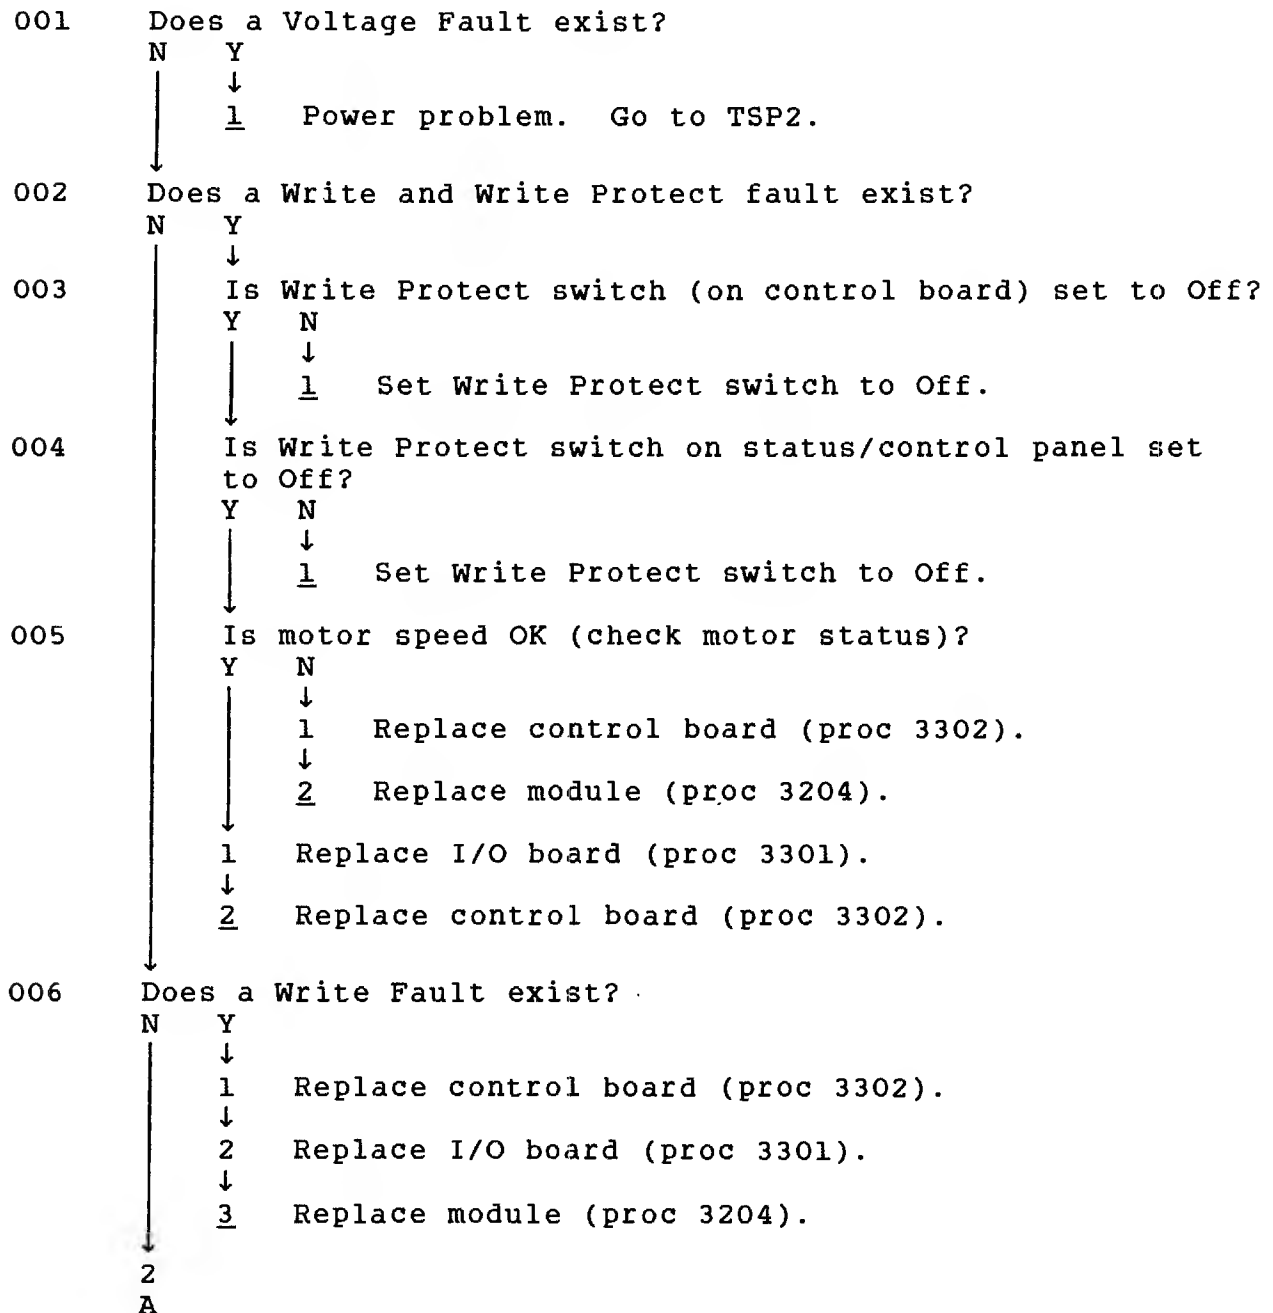 001 Does a Voltage Fault exist?
N Y
↓
1 Power problem. Go to TSP2.
002 Does a Write and Write Protect fault exist?
N Y
↓
003 Is Write Protect switch (on control board) set to Off?
Y N
↓
1 Set Write Protect switch to Off.
004 Is Write Protect switch on status/control panel set
to Off?
Y N
↓
1 Set Write Protect switch to Off.
005 Is motor speed OK (check motor status)?
Y N
↓
1 Replace control board (proc 3302).
↓
2 Replace module (proc 3204).
1 Replace I/O board (proc 3301).
↓
2 Replace control board (proc 3302).
006 Does a Write Fault exist?
N Y
↓
1 Replace control board (proc 3302).
↓
2 Replace I/O board (proc 3301).
↓
3 Replace module (proc 3204).
2
A